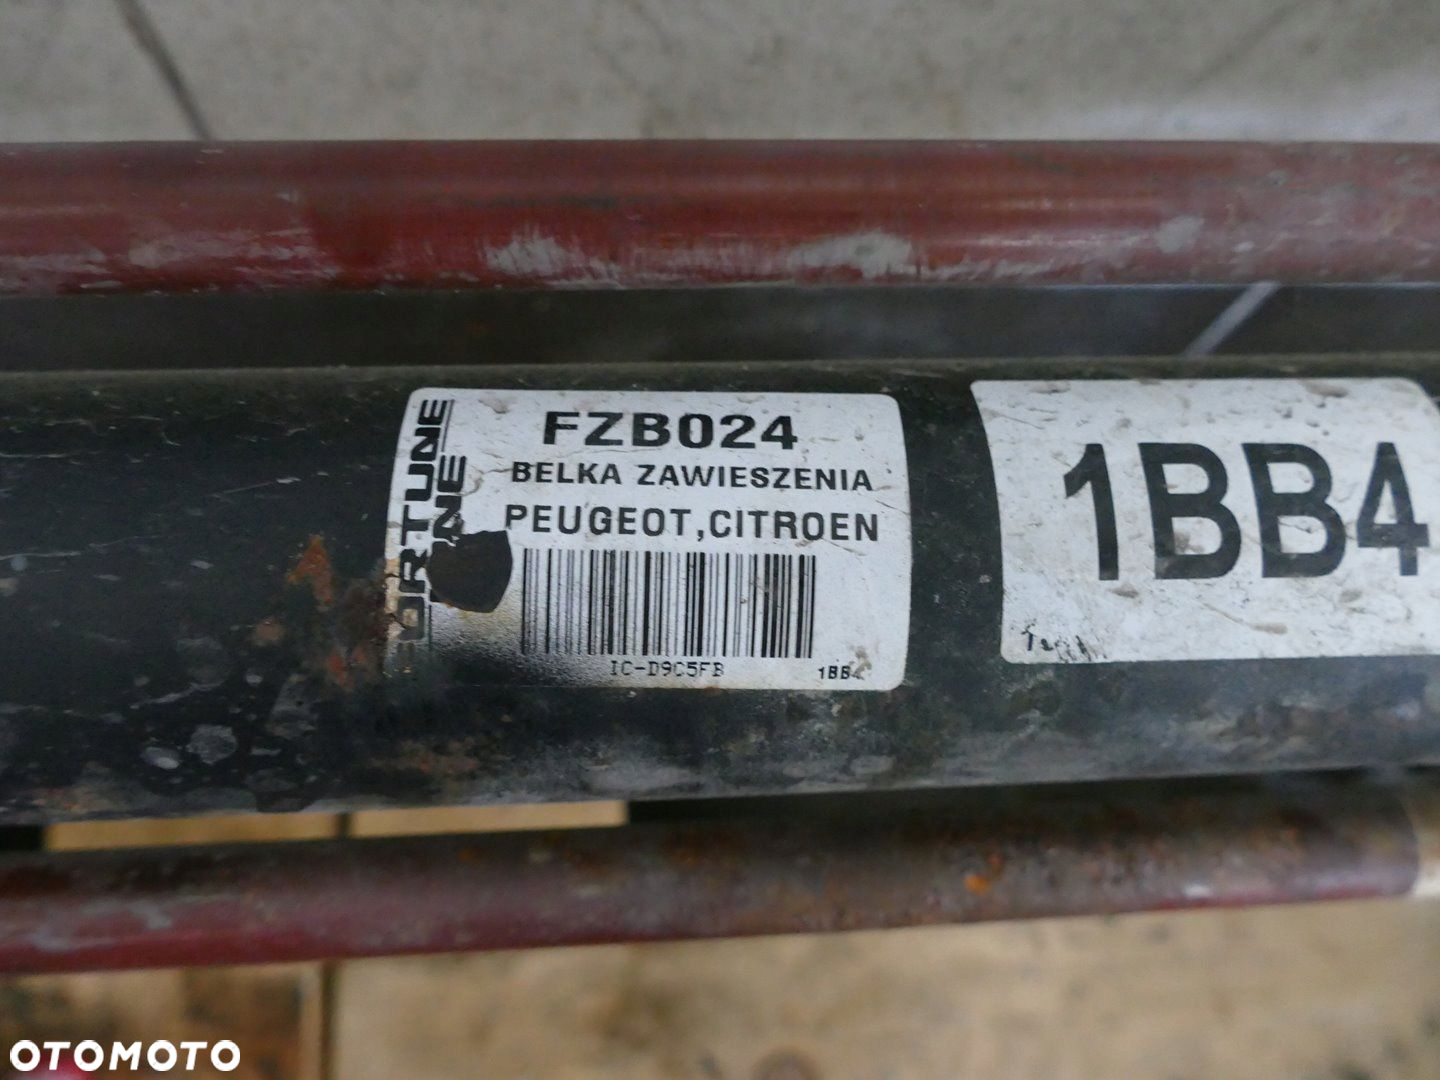 FORTUNE
LINE
FZB024
BELKA ZAWIESZENIA
PEUGEOT,CITROEN
IC-D9C5FB
1BB4
1BB4
OTOMOTO